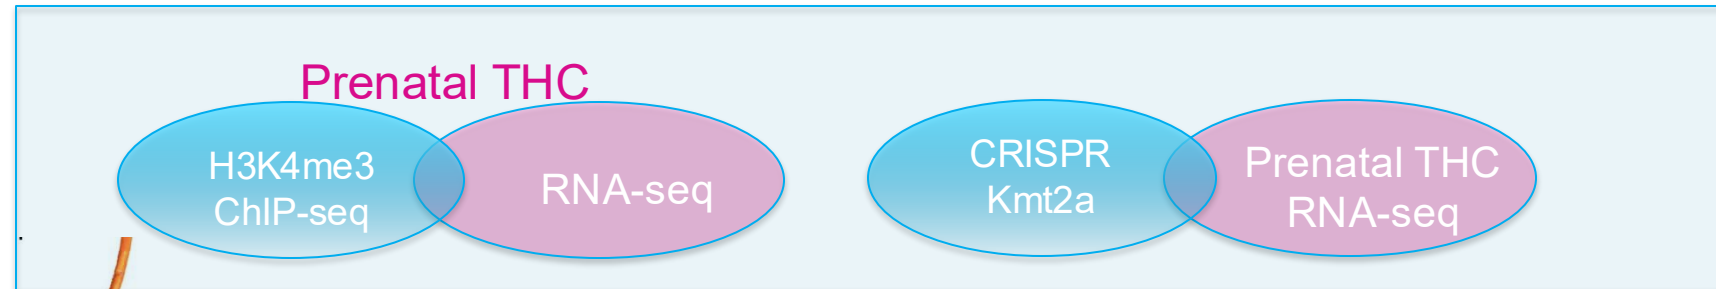 Prenatal THC
H3K4me3
ChIP-seq
RNA-seq
CRISPR
Kmt2a
Prenatal THC
RNA-seq
.